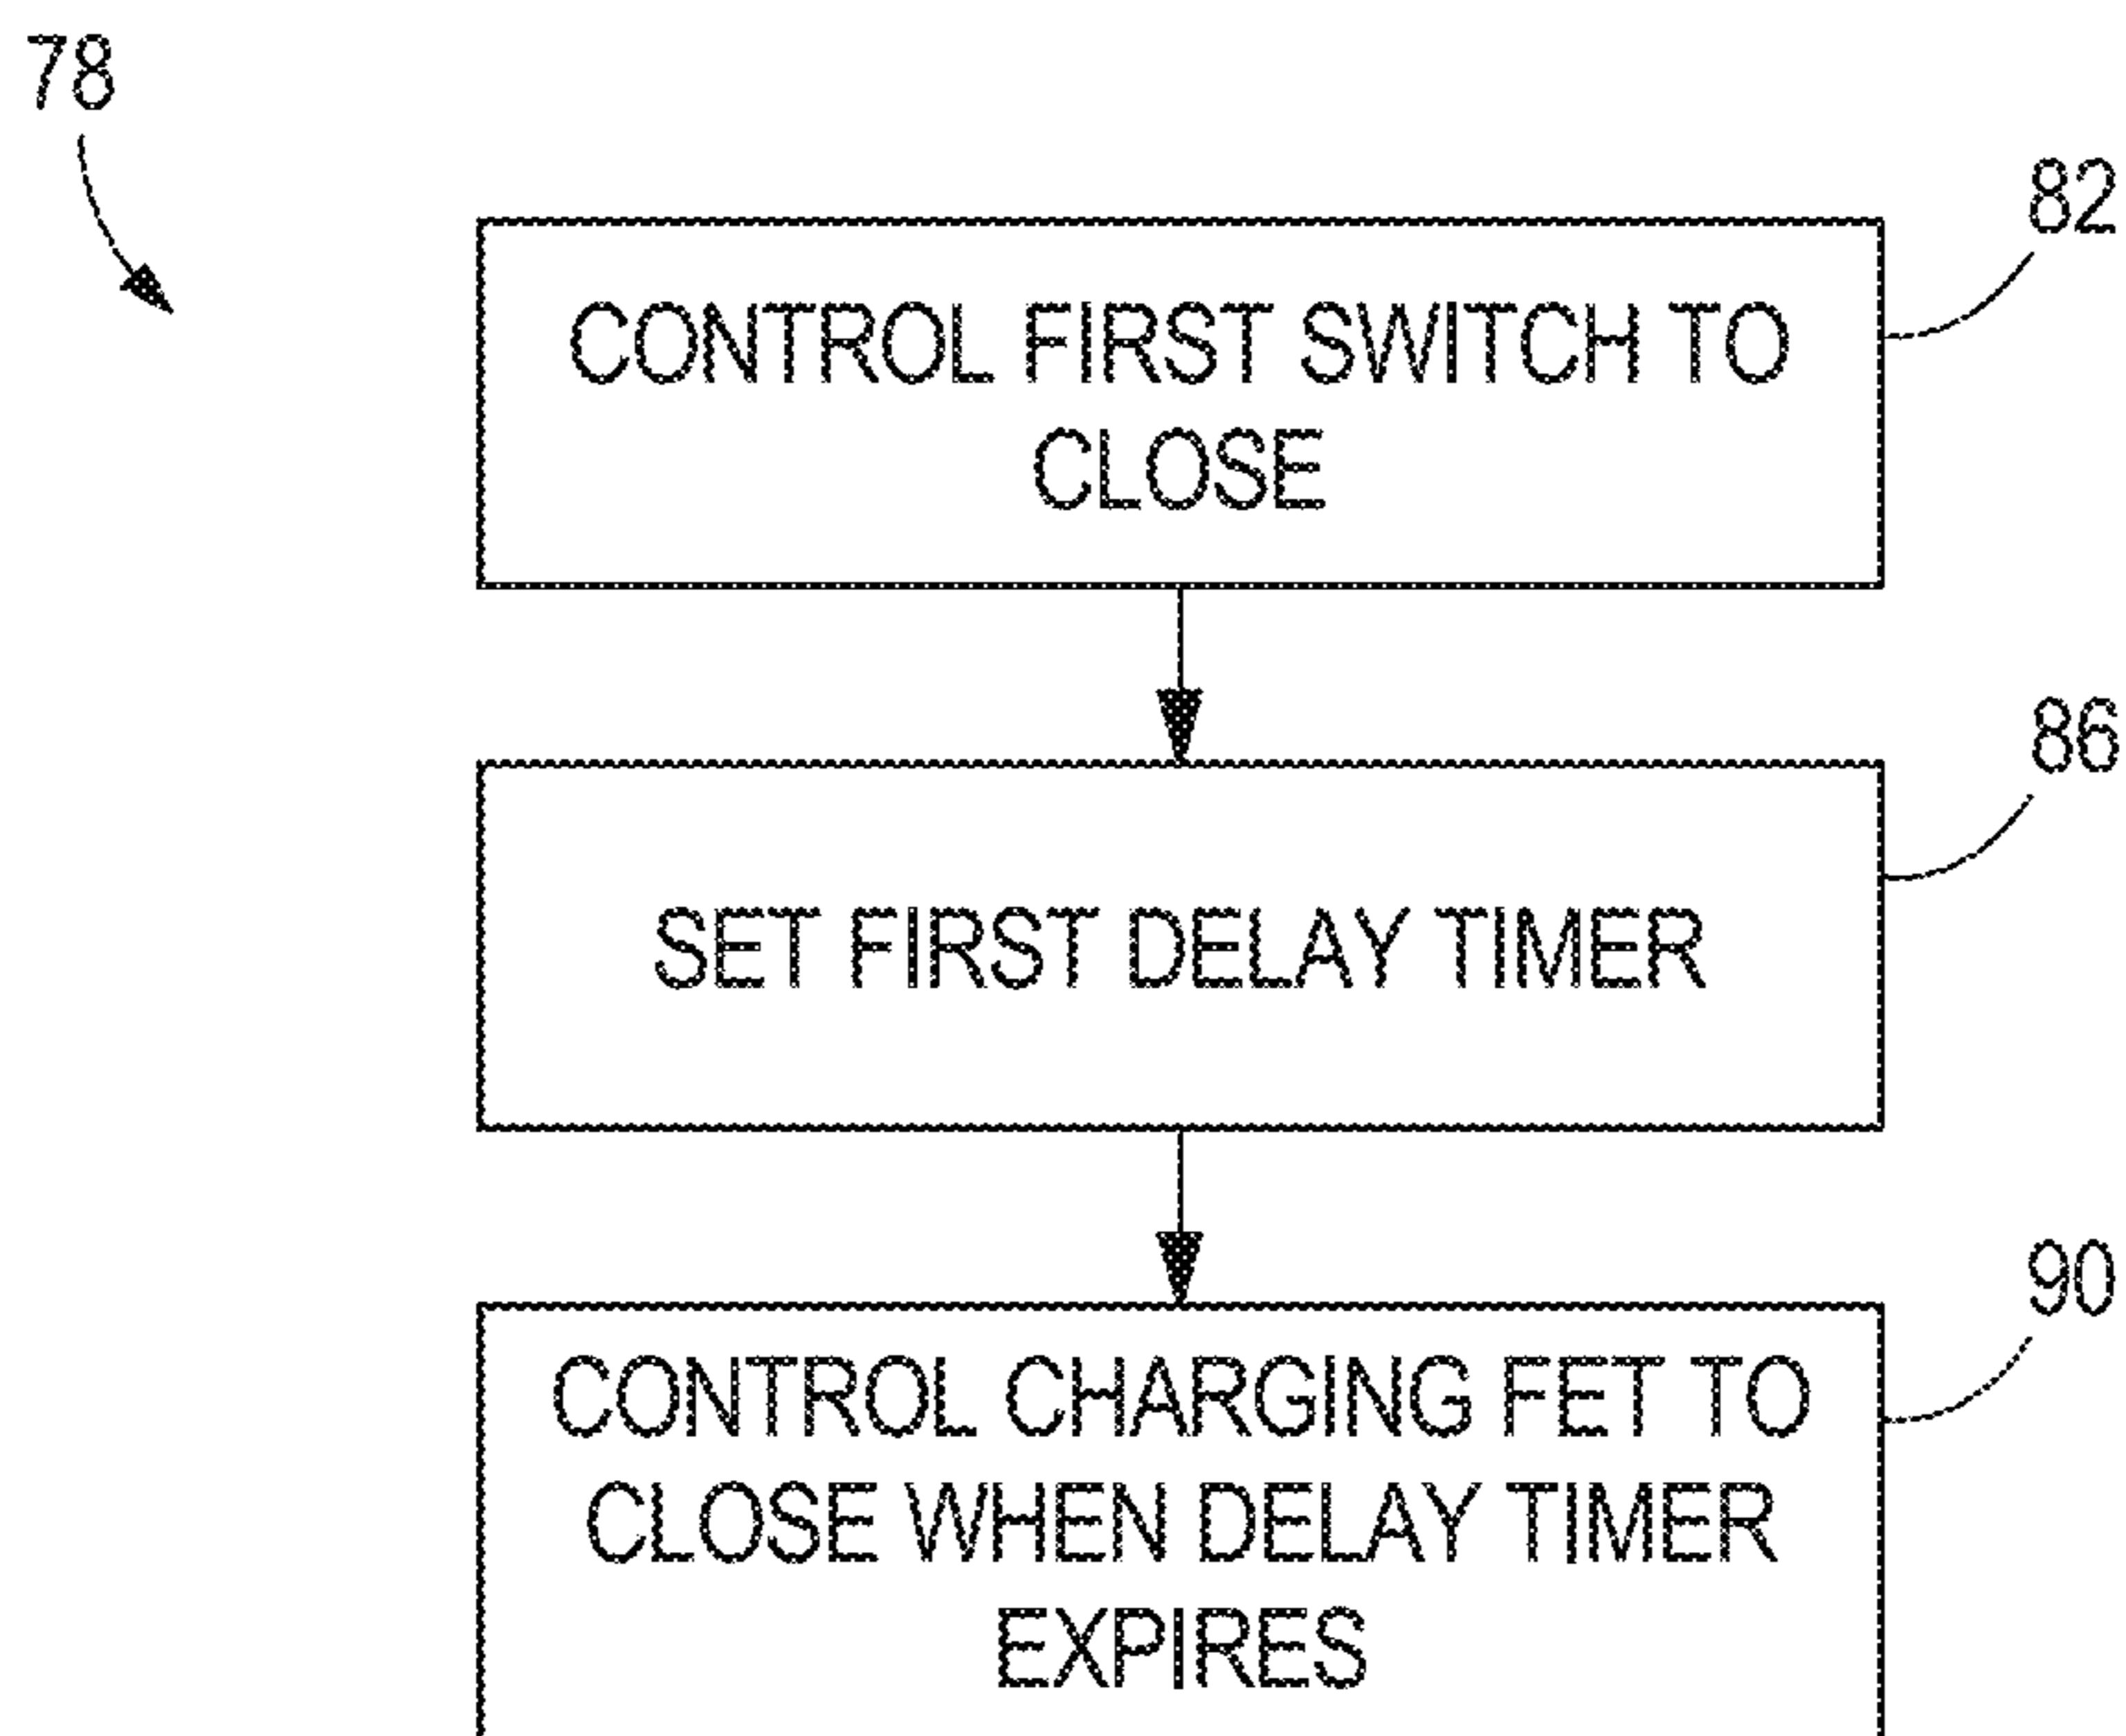 78
82
CONTROL FIRST SWITCH TO
CLOSE
86
SET FIRST DELAY TIMER
90
CONTROL CHARGING FET TO
CLOSE WHEN DELAY TIMER
EXPIRES